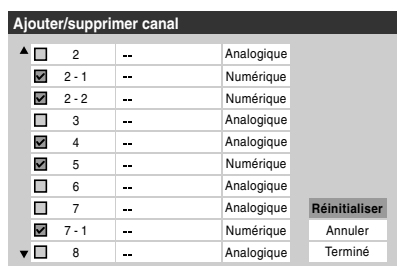 Ajouter/supprimer canal
2 -- Analogique
2 - 1 -- Numérique
2 - 2 -- Numérique
3 -- Analogique
4 -- Analogique
5 -- Numérique
6 -- Analogique
7 -- Analogique Réinitialiser
7 - 1 -- Numérique Annuler
8 -- Analogique Terminé